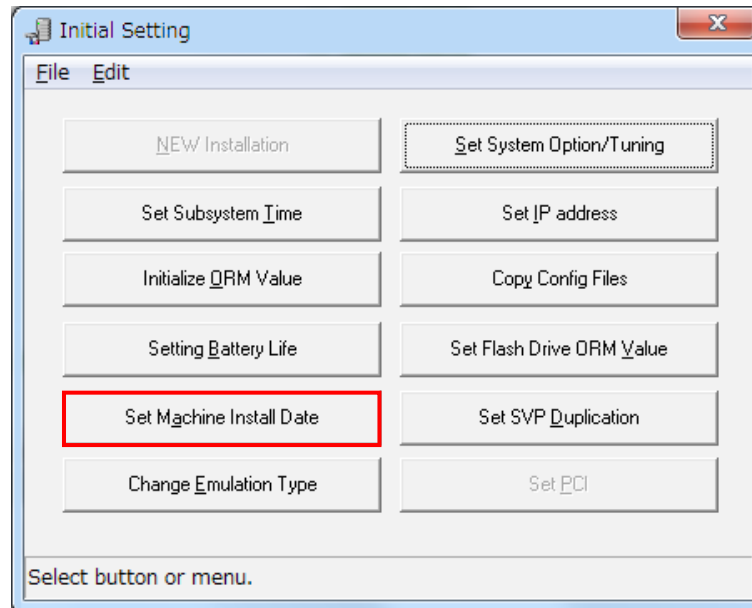 Initial Setting
File Edit
NEW Installation
Set System Option/Tuning
Set Subsystem Time
Set IP address
Initialize ORM Value
Copy Config Files
Setting Battery Life
Set Flash Drive ORM Value
Set Machine Install Date
Set SVP Duplication
Change Emulation Type
Set PCI
Select button or menu.